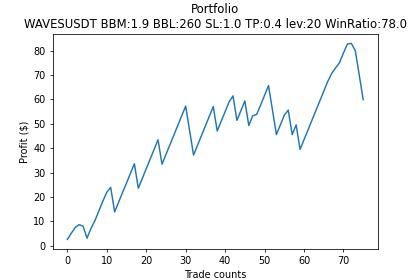 Portfolio
WAVESUSDT BBM:1.9 BBL:260 SL:1.0 TP:0.4 lev:20 WinRatio:78.0
Profit ($)
80
70
60
50
40
30
20
10
0
0 10 20 30 40 50 60 70
Trade counts